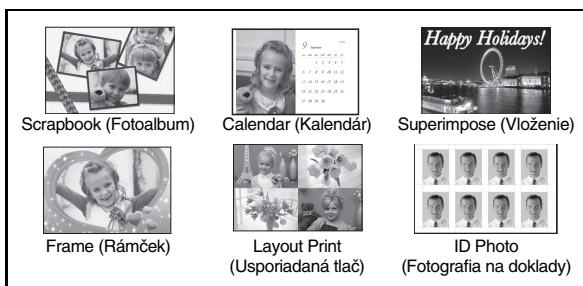 Happy Holidays!
9
Scrapbook (Fotoalbum)
Calendar (Kalendár)
Superimpose (Vloženie)
Frame (Rámček)
Layout Print
(Usporiadaná tlač)
ID Photo
(Fotografia na doklady)